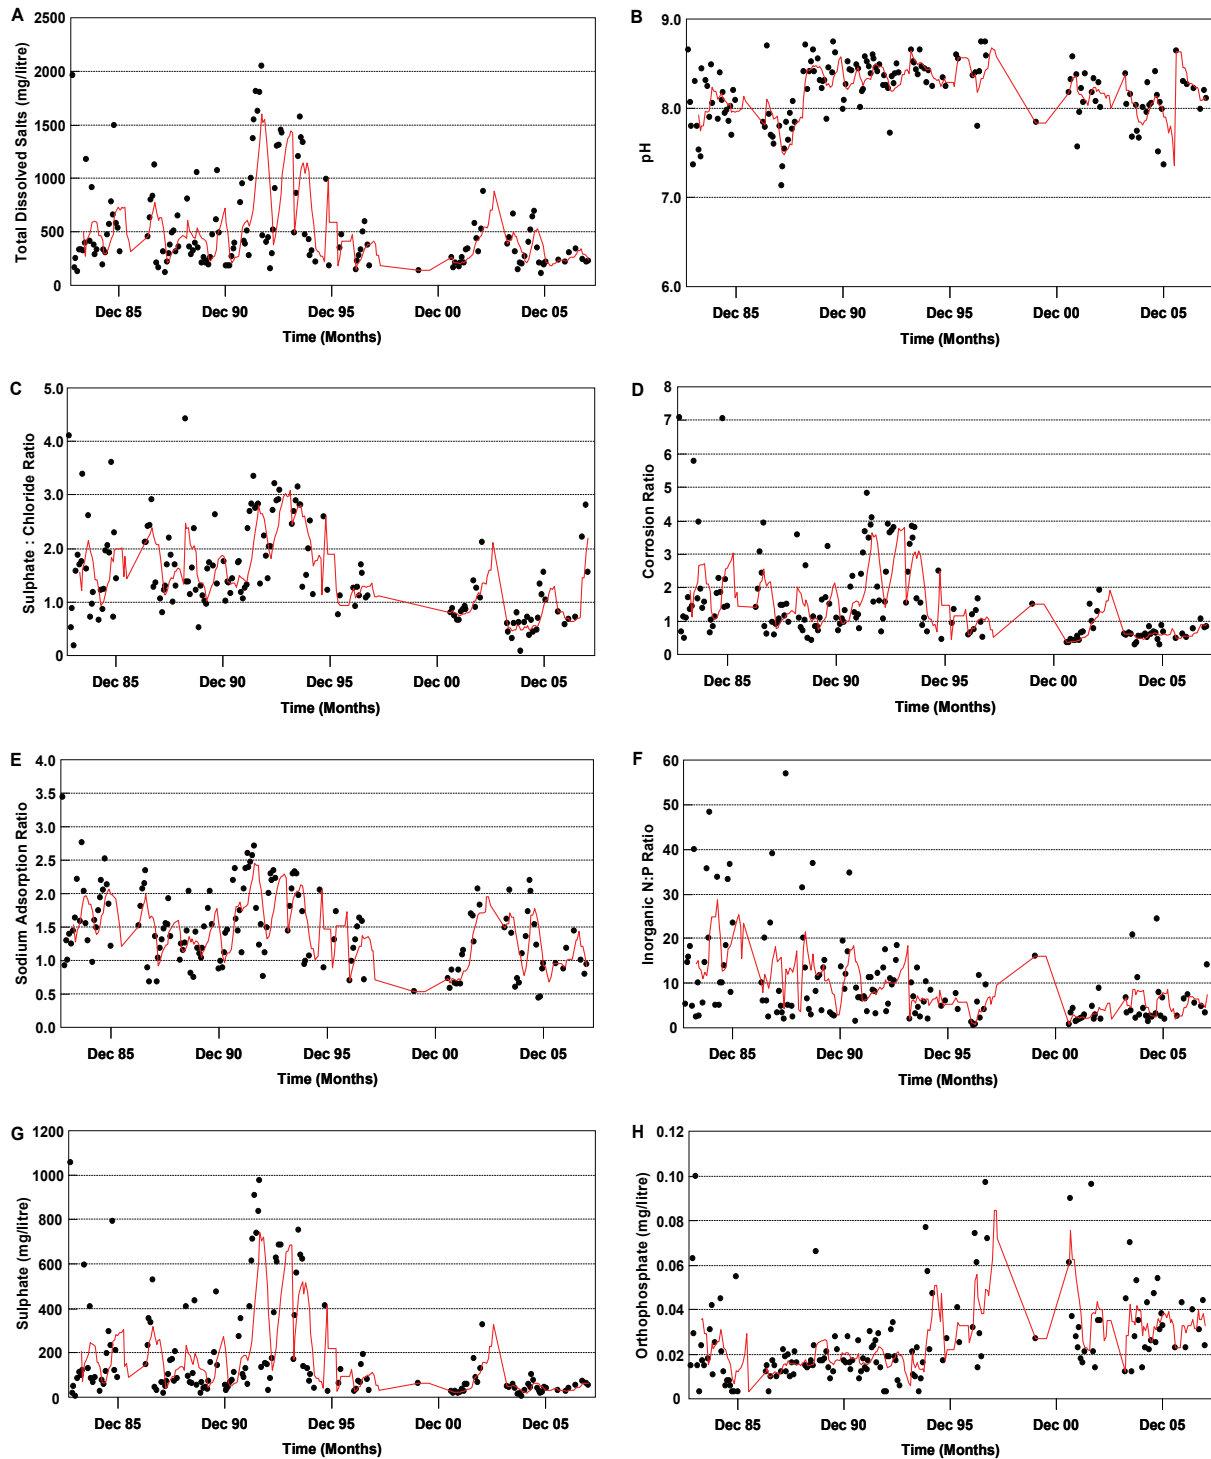 A
Total Dissolved Salts (mg/litre)
2500
2000
1500
1000
500
0
Dec 85 Dec 90 Dec 95 Dec 00 Dec 05
Time (Months)
B
pH
9.0
8.0
7.0
6.0
Dec 85 Dec 90 Dec 95 Dec 00 Dec 05
Time (Months)
C
Sulphate : Chloride Ratio
5.0
4.0
3.0
2.0
1.0
0
Dec 85 Dec 90 Dec 95 Dec 00 Dec 05
Time (Months)
D
Corrosion Ratio
8
7
6
5
4
3
2
1
0
Dec 85 Dec 90 Dec 95 Dec 00 Dec 05
Time (Months)
E
Sodium Adsorption Ratio
4.0
3.5
3.0
2.5
2.0
1.5
1.0
0.5
0.0
Dec 85 Dec 90 Dec 95 Dec 00 Dec 05
Time (Months)
F
Inorganic N:P Ratio
60
50
40
30
20
10
0
Dec 85 Dec 90 Dec 95 Dec 00 Dec 05
Time (Months)
G
Sulphate (mg/litre)
1200
1000
800
600
400
200
0
Dec 85 Dec 90 Dec 95 Dec 00 Dec 05
Time (Months)
H
Orthophosphate (mg/litre)
0.12
0.10
0.08
0.06
0.04
0.02
0
Dec 85 Dec 90 Dec 95 Dec 00 Dec 05
Time (Months)